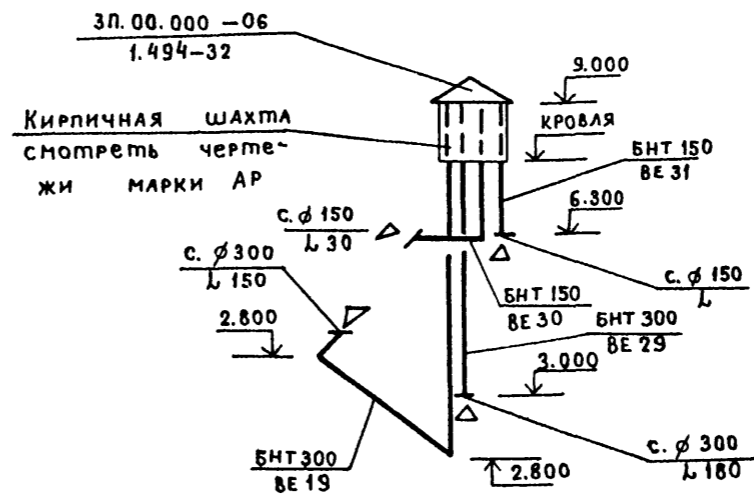 ЗП.00.000 -06
1.494-32
9.000
КИРПИЧНАЯ ШАХТА
СМОТРЕТЬ ЧЕРТЕ-
ЖИ МАРКИ АР
КРОВЛЯ
БНТ 150
ВЕ 31
6.300
С. ϕ 150
L 30
С. ϕ 300
L 150
С. ϕ 150
L
БНТ 150
ВЕ 30
2.800
БНТ 300
ВЕ 29
3.000
БНТ 300
ВЕ 19
2.800
С. ϕ 300
L 180